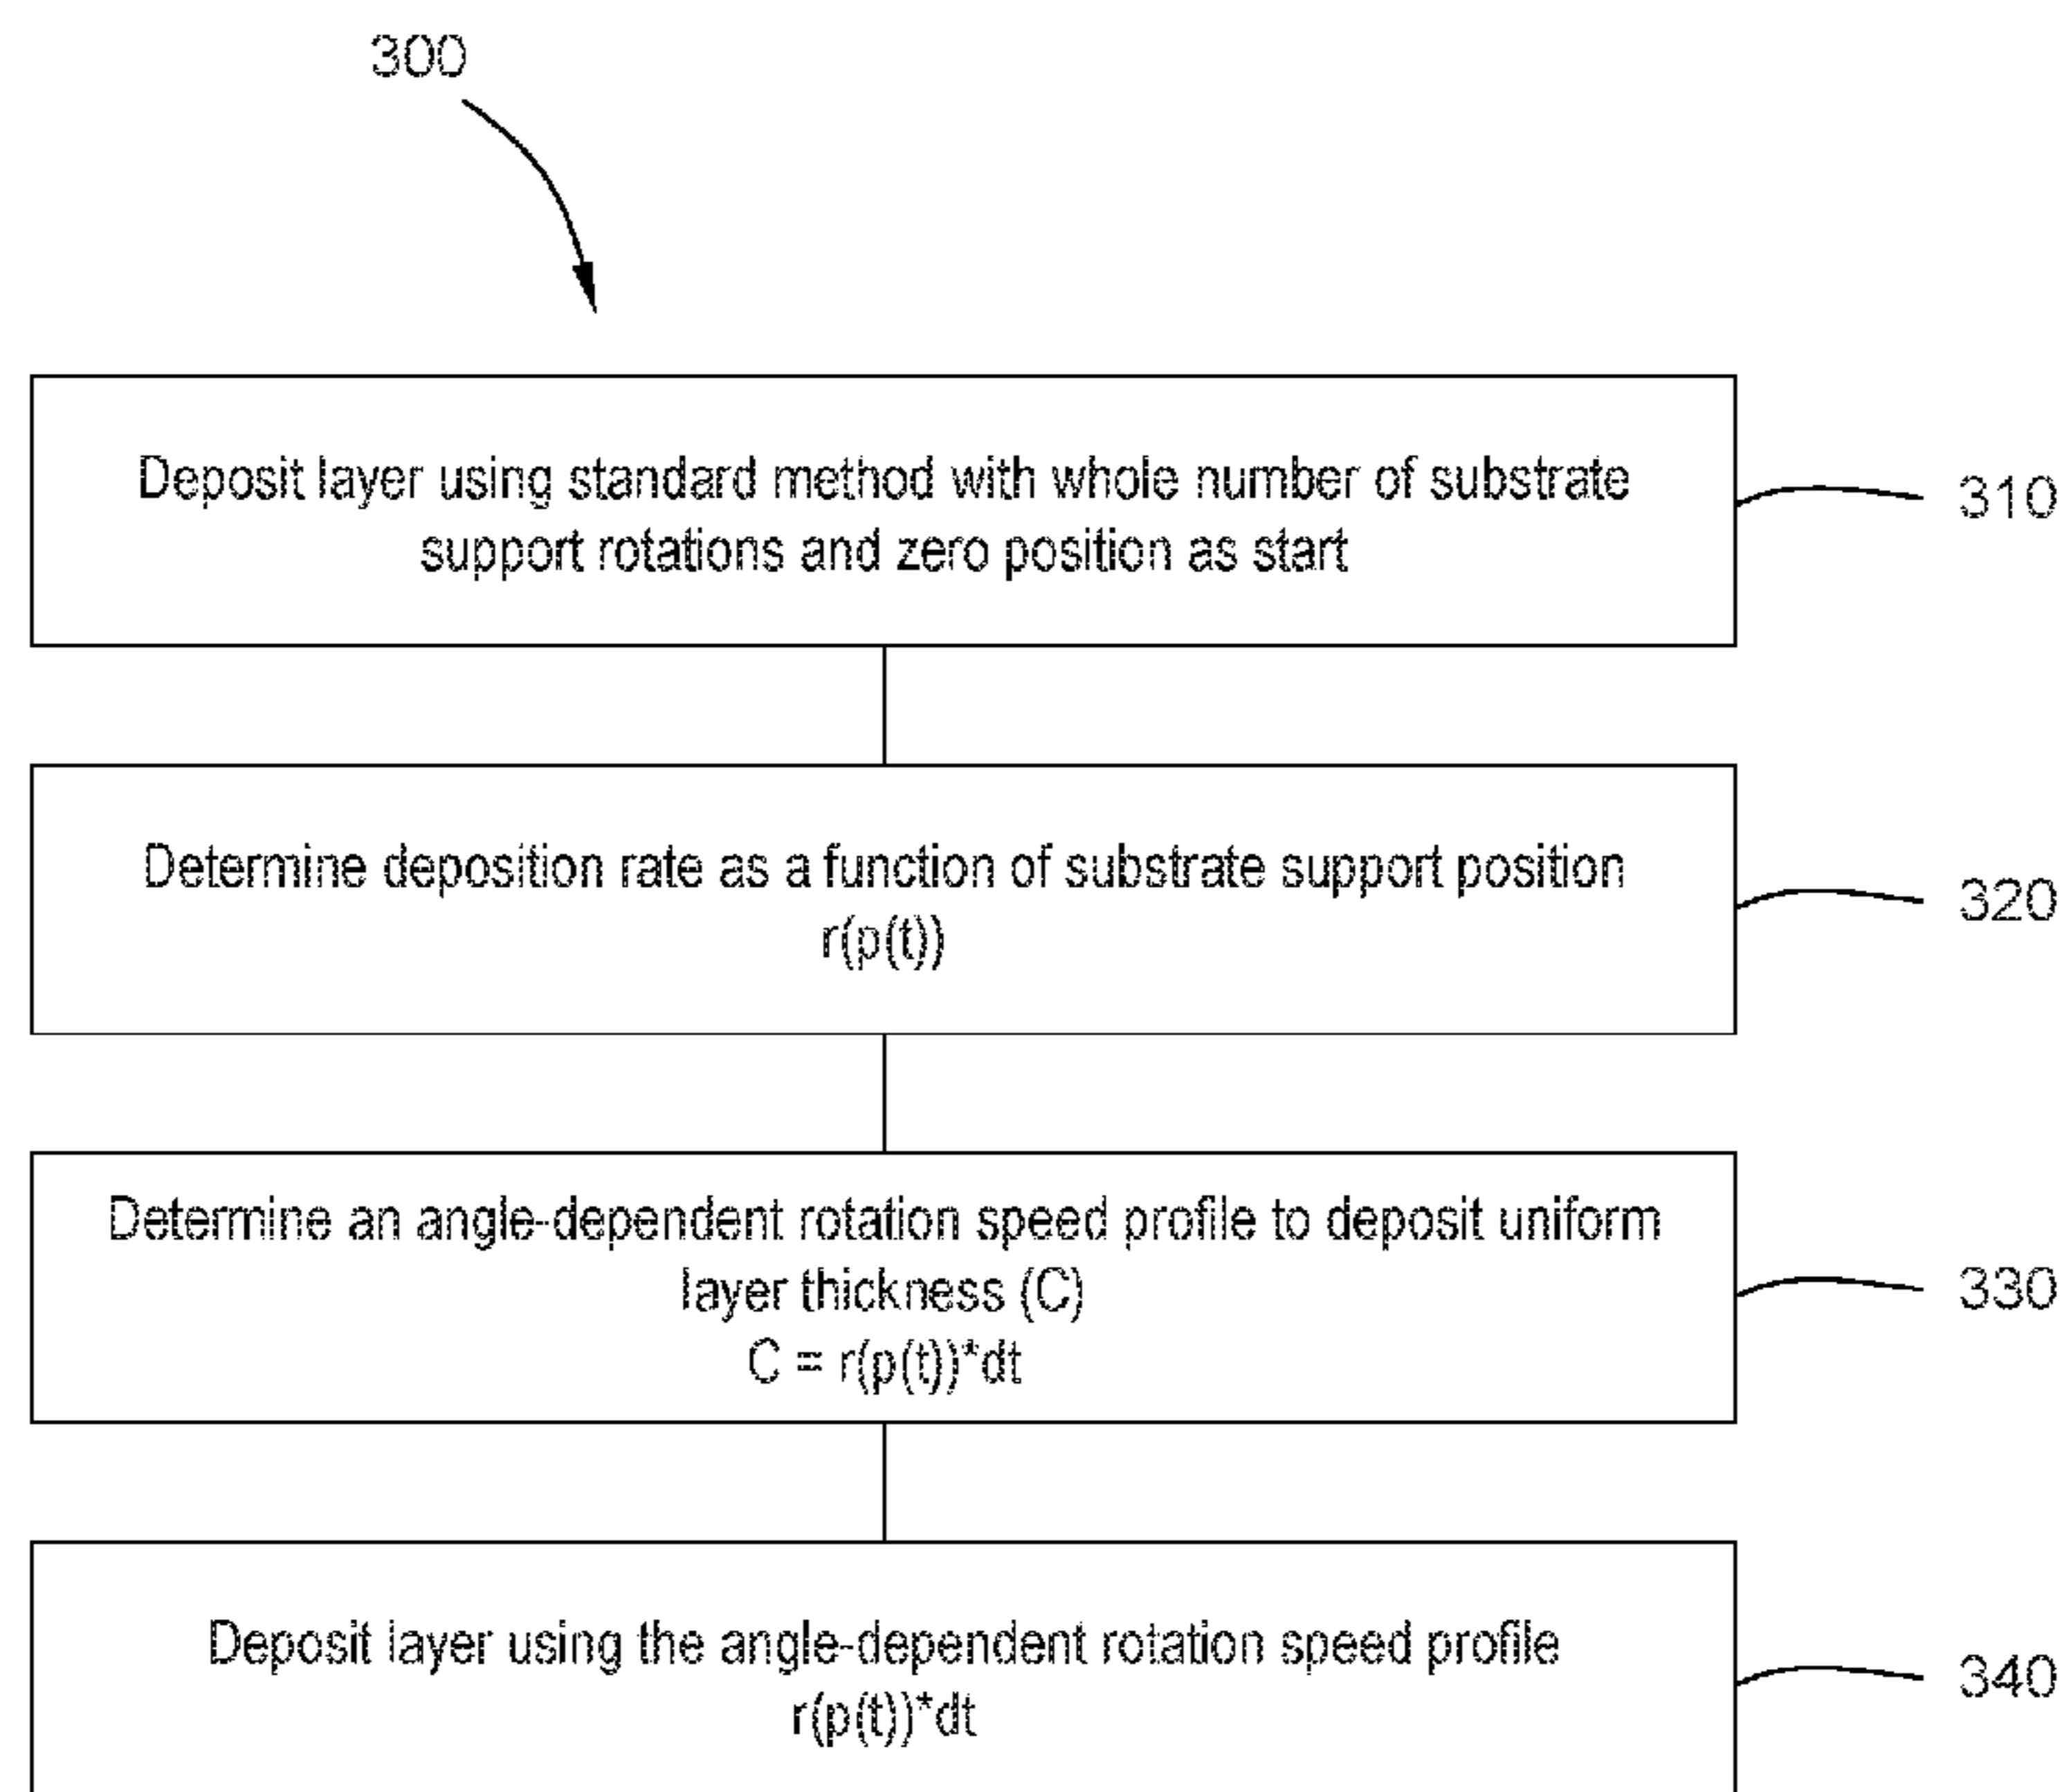 300
Deposit layer using standard method with whole number of substrate
support rotations and zero position as start
310
Determine deposition rate as a function of substrate support position
r(p(t))
320
Determine an angle-dependent rotation speed profile to deposit uniform
layer thickness (C)
C = r(p(t))*dt
330
Deposit layer using the angle-dependent rotation speed profile
r(p(t))*dt
340